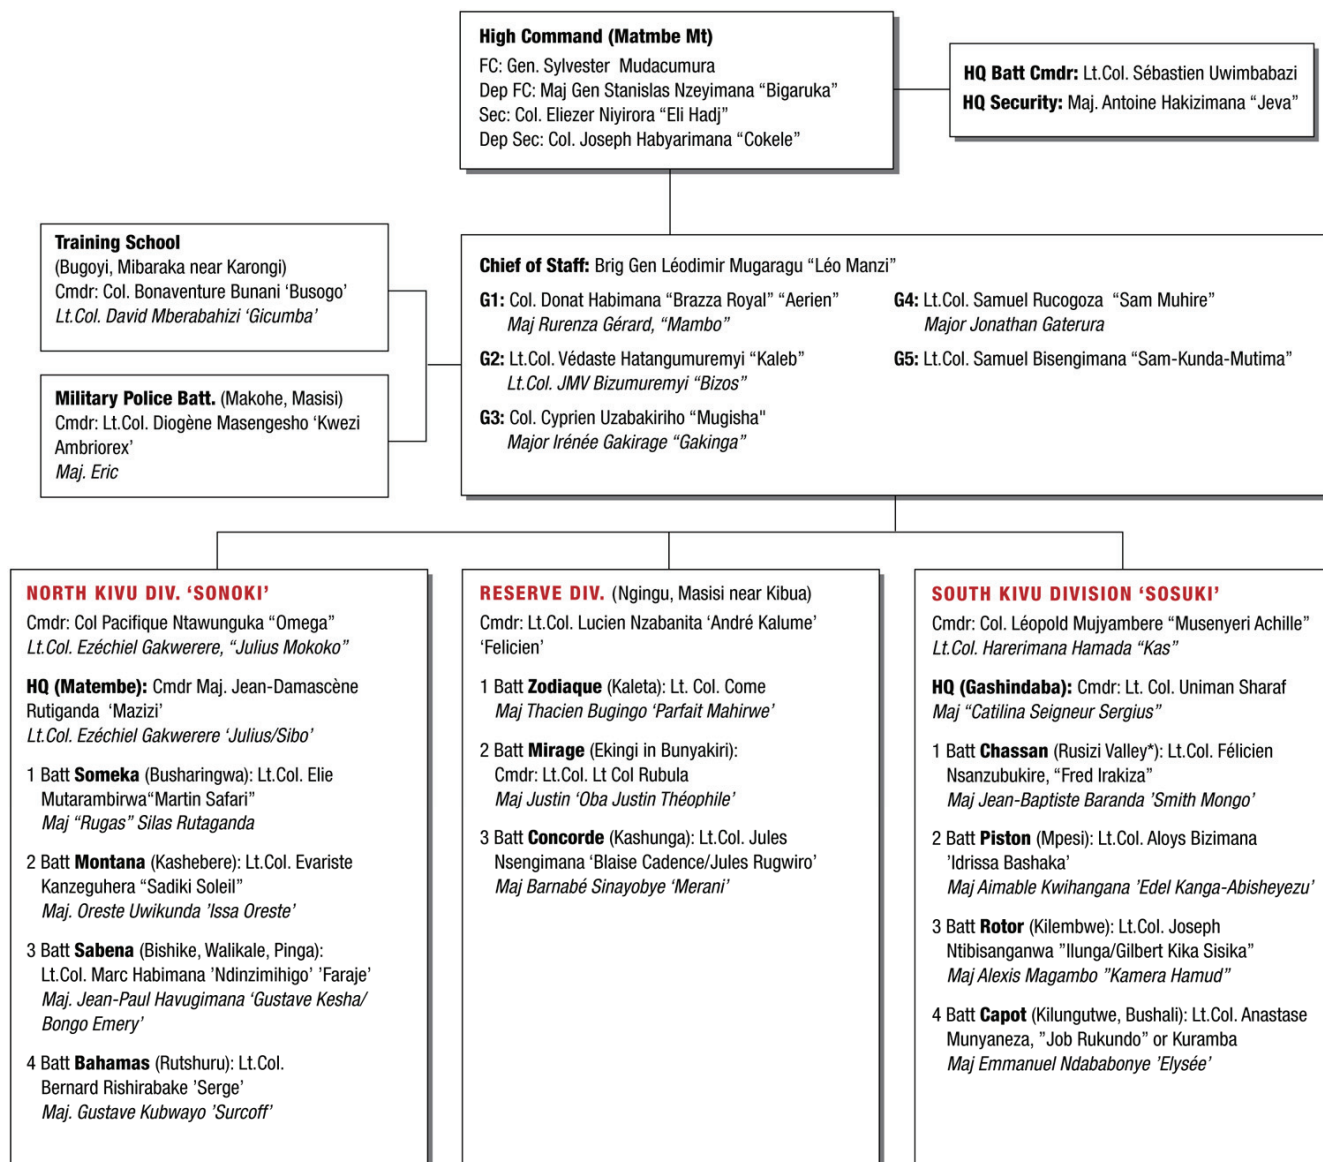 High Command (Matmbe Mt)
FC: Gen. Sylvester Mudacumura
Dep FC: Maj Gen Stanislas Nzeyimana “Bigaruka”
Sec: Col. Eliezer Niyirora “Eli Hadj”
Dep Sec: Col. Joseph Habyarimana “Cokele”
HQ Batt Cmdr: Lt.Col. Sébastien Uwimbabazi
HQ Security: Maj. Antoine Hakizimana “Jeva”
Training School
(Bugoyi, Mibaraka near Karongi)
Cmdr: Col. Bonaventure Bunani ‘Busogo’
Lt.Col. David Mberabahizi ‘Gicumba’
Military Police Batt. (Makohe, Masisi)
Cmdr: Lt.Col. Diogène Masengesho ‘Kwezi
Ambriorex’
Maj. Eric
Chief of Staff: Brig Gen Léodimir Mugaragu “Léo Manzi”
G1: Col. Donat Habimana “Brazza Royal” “Aerien”
Maj Rurenza Gérard, “Mambo”
G2: Lt.Col. Védaste Hatangumuremyi “Kaleb”
Lt.Col. JMV Bizumuremyi “Bizos”
G3: Col. Cyprien Uzabakiriho “Mugisha"
Major Irénée Gakirage “Gakinga”
G4: Lt.Col. Samuel Rucogoza “Sam Muhire”
Major Jonathan Gaterura
G5: Lt.Col. Samuel Bisengimana “Sam-Kunda-Mutima”
NORTH KIVU DIV. ‘SONOKI’
Cmdr: Col Pacifique Ntawunguka “Omega”
Lt.Col. Ezéchiel Gakwerere, “Julius Mokoko”
HQ (Matembe): Cmdr Maj. Jean-Damascène
Rutiganda ‘Mazizi’
Lt.Col. Ezéchiel Gakwerere ‘Julius/Sibo’
1 Batt Someka (Busharingwa): Lt.Col. Elie
Mutarambirwa“Martin Safari”
Maj “Rugas” Silas Rutaganda
2 Batt Montana (Kashebere): Lt.Col. Evariste
Kanzeguhera “Sadiki Soleil”
Maj. Oreste Uwikunda ’Issa Oreste’
3 Batt Sabena (Bishike, Walikale, Pinga):
Lt.Col. Marc Habimana ’Ndinzimihigo’ ’Faraje’
Maj. Jean-Paul Havugimana ‘Gustave Kesha/
Bongo Emery’
4 Batt Bahamas (Rutshuru): Lt.Col.
Bernard Rishirabake ’Serge’
Maj. Gustave Kubwayo ’Surcoff’
RESERVE DIV. (Ngingu, Masisi near Kibua)
Cmdr: Lt.Col. Lucien Nzabanita ‘André Kalume’
‘Felicien’
1 Batt Zodiaque (Kaleta): Lt. Col. Come
Maj Thacien Bugingo ‘Parfait Mahirwe’
2 Batt Mirage (Ekingi in Bunyakiri):
Cmdr: Lt.Col. Lt Col Rubula
Maj Justin ‘Oba Justin Théophile’
3 Batt Concorde (Kashunga): Lt.Col. Jules
Nsengimana ‘Blaise Cadence/Jules Rugwiro’
Maj Barnabé Sinayobye ‘Merani’
SOUTH KIVU DIVISION ‘SOSUKI’
Cmdr: Col. Léopold Mujyambere “Musenyeri Achille”
Lt.Col. Harerimana Hamada “Kas”
HQ (Gashindaba): Cmdr: Lt. Col. Uniman Sharaf
Maj “Catilina Seigneur Sergius”
1 Batt Chassan (Rusizi Valley*): Lt.Col. Félicien
Nsanzubukire, “Fred Irakiza”
Maj Jean-Baptiste Baranda ’Smith Mongo’
2 Batt Piston (Mpesi): Lt.Col. Aloys Bizimana
’Idrissa Bashaka’
Maj Aimable Kwihangana ’Edel Kanga-Abisheyezu’
3 Batt Rotor (Kilembwe): Lt.Col. Joseph
Ntibisanganwa ”Ilunga/Gilbert Kika Sisika”
Maj Alexis Magambo ”Kamera Hamud”
4 Batt Capot (Kilungutwe, Bushali): Lt.Col. Anastase
Munyaneza, ”Job Rukundo” or Kuramba
Maj Emmanuel Ndababonye ’Elysée’